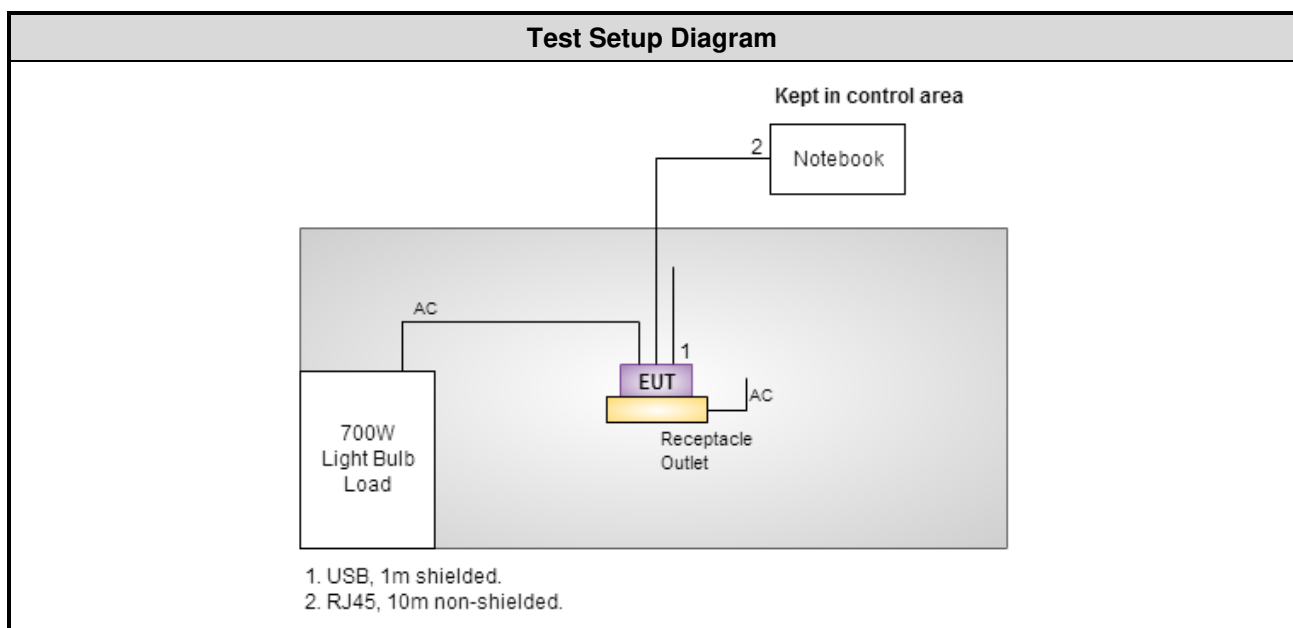 Test Setup Diagram
Kept in control area
2
Notebook
AC
1
EUT
AC
700W
Light Bulb
Load
Receptacle
Outlet
1. USB, 1m shielded.
2. RJ45, 10m non-shielded.